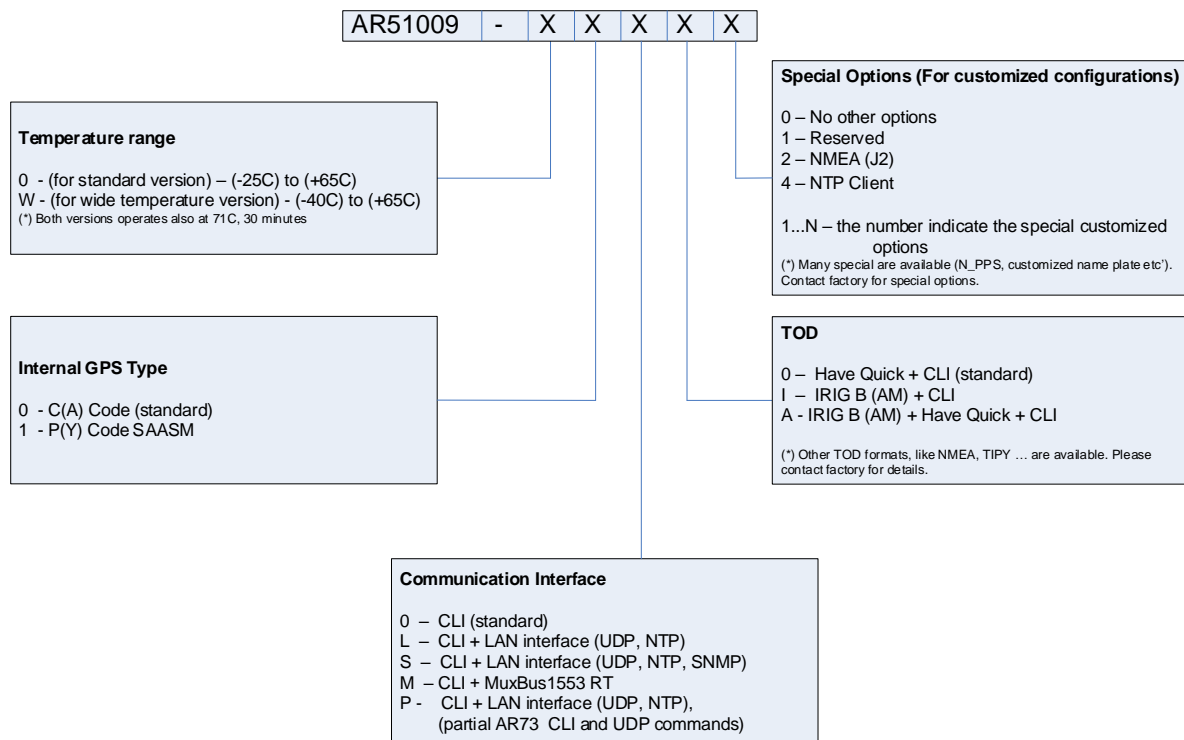 AR51009 - X X X X X
Temperature range
0 - (for standard version) – (-25C) to (+65C)
W - (for wide temperature version) - (-40C) to (+65C)
(*) Both versions operates also at 71C, 30 minutes
Special Options (For customized configurations)
0 – No other options
1 – Reserved
2 – NMEA (J2)
4 – NTP Client
1...N – the number indicate the special customized
options
(*) Many special are available (N_PPS, customized name plate etc').
Contact factory for special options.
Internal GPS Type
0 - C(A) Code (standard)
1 - P(Y) Code SAASM
TOD
0 – Have Quick + CLI (standard)
I – IRIG B (AM) + CLI
A - IRIG B (AM) + Have Quick + CLI
(*) Other TOD formats, like NMEA, TIPY … are available. Please
contact factory for details.
Communication Interface
0 – CLI (standard)
L – CLI + LAN interface (UDP, NTP)
S – CLI + LAN interface (UDP, NTP, SNMP)
M – CLI + MuxBus1553 RT
P - CLI + LAN interface (UDP, NTP),
(partial AR73 CLI and UDP commands)